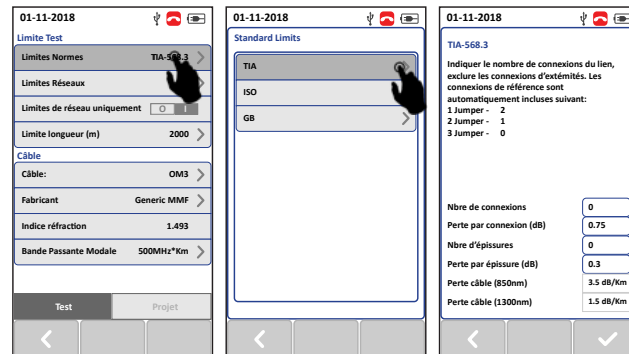 01-11-2018
Limite Test
Limites Normes TIA-568.3
Limites Réseaux
Limites de réseau uniquement O I
Limite longueur (m) 2000
Câble
Câble: OM3
Fabricant Generic MMF
Indice réfraction 1.493
Bande Passante Modale 500MHz*Km
Test Projet
01-11-2018
Standard Limits
TIA
ISO
GB
01-11-2018
TIA-568.3
Indiquer le nombre de connexions du lien,
exclure les connexions d'extémités. Les
connexions de référence sont
automatiquement incluses suivant:
1 Jumper - 2
2 Jumper - 1
3 Jumper - 0
Nbre de connexions 0
Perte par connexion (dB) 0.75
Nbre d'épissures 0
Perte par épissure (dB) 0.3
Perte câble (850nm) 3.5 dB/Km
Perte câble (1300nm) 1.5 dB/Km